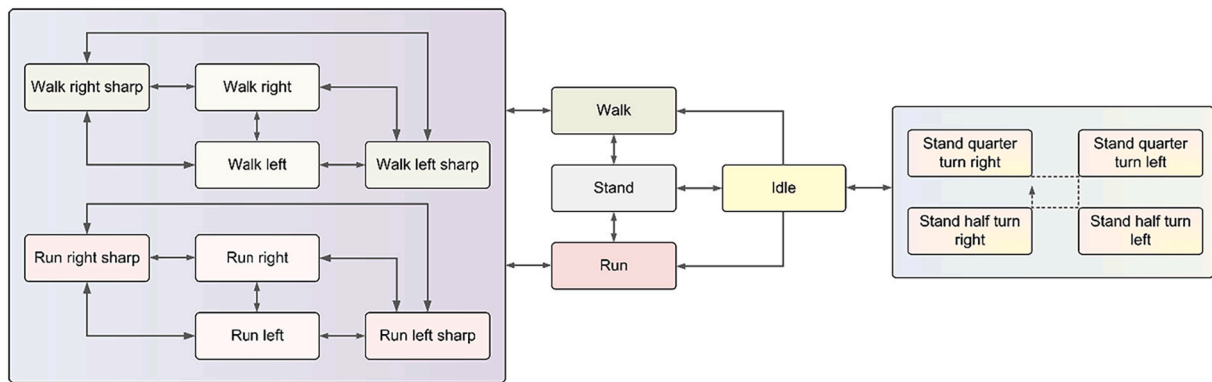 Walk right sharp
Walk right
Walk left
Walk left sharp
Run right sharp
Run right
Run left
Run left sharp
Walk
Stand
Run
Idle
Stand quarter
turn right
Stand quarter
turn left
Stand half turn
right
Stand half turn
left